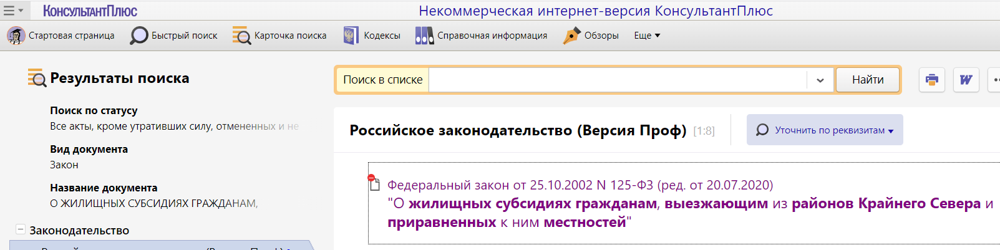 КонсультантПлюс
Некоммерческая интернет-версия КонсультантПлюс
Стартовая страница Быстрый поиск Карточка поиска Кодексы Справочная информация Обзоры Еще
Результаты поиска
Поиск в списке Найти
Поиск по статусу
Все акты, кроме утративших силу, отмененных и не
Вид документа
Закон
Название документа
О ЖИЛИЩНЫХ СУБСИДИЯХ ГРАЖДАНАМ,
Законодательство
Российское законодательство (Версия Проф) [1:8] Уточнить по реквизитам
Федеральный закон от 25.10.2002 N 125-ФЗ (ред. от 20.07.2020)
"О жилищных субсидиях гражданам, выезжающим из районов Крайнего Севера и
приравненных к ним местностей"